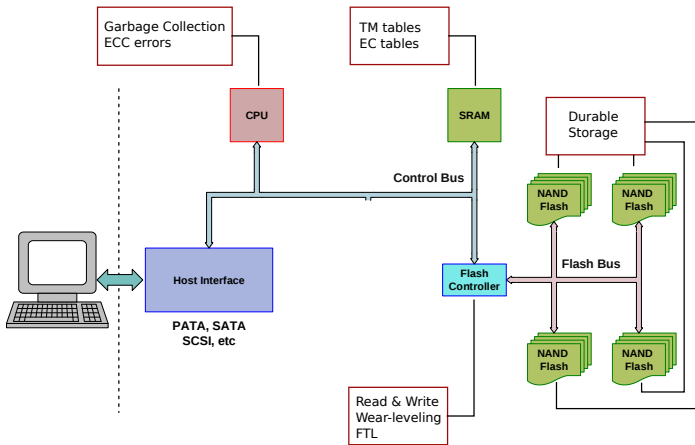 Garbage Collection
ECC errors
TM tables
EC tables
CPU
SRAM
Durable
Storage
Control Bus
NAND
Flash
NAND
Flash
Host Interface
Flash
Controller
Flash Bus
PATA, SATA
SCSI, etc
NAND
Flash
NAND
Flash
Read & Write
Wear-leveling
FTL